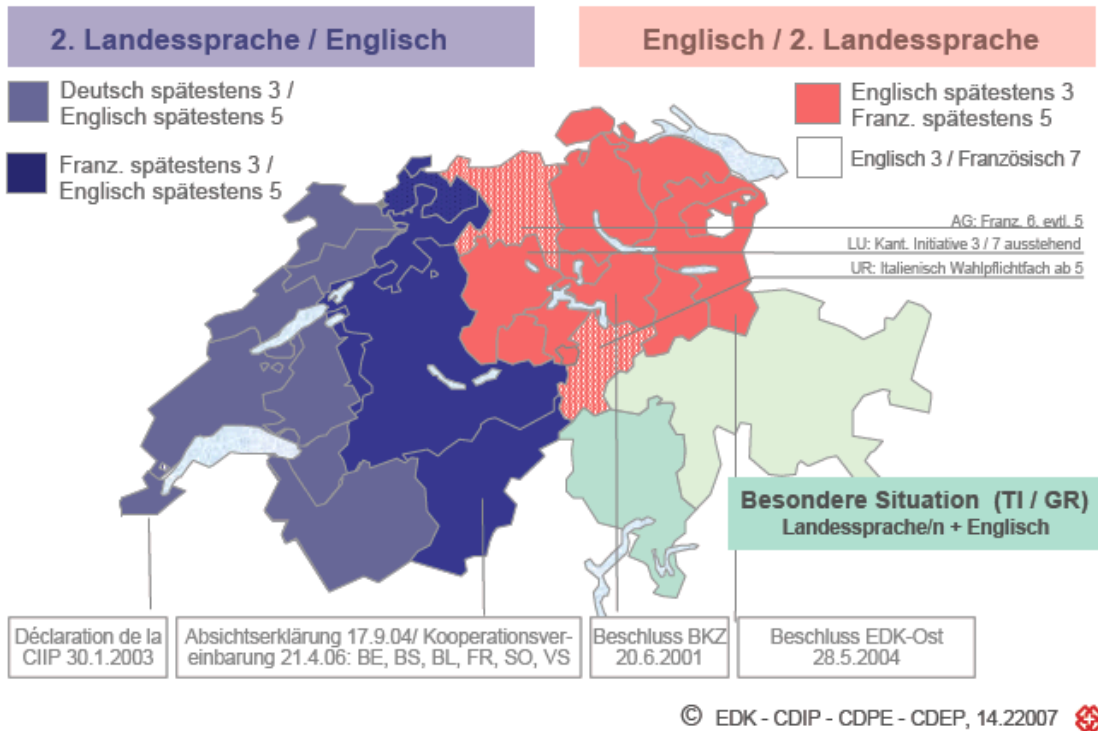 2. Landessprache / Englisch
Englisch / 2. Landessprache
Deutsch spätestens 3 /
Englisch spätestens 5
Franz. spätestens 3 /
Englisch spätestens 5
Englisch spätestens 3
Franz. spätestens 5
Englisch 3 / Französisch 7
AG: Franz. 6. evtl. 5
LU: Kant. Initiative 3 / 7 ausstehend
UR: Italienisch Wahlpflichtfach ab 5
Besondere Situation (TI / GR)
Landessprache/n + Englisch
Déclaration de la
CIIP 30.1.2003
Absichtserklärung 17.9.04/ Kooperationsver-
einbarung 21.4.06: BE, BS, BL, FR, SO, VS
Beschluss BKZ
20.6.2001
Beschluss EDK-Ost
28.5.2004
© EDK - CDIP - CDPE - CDEP, 14.22007